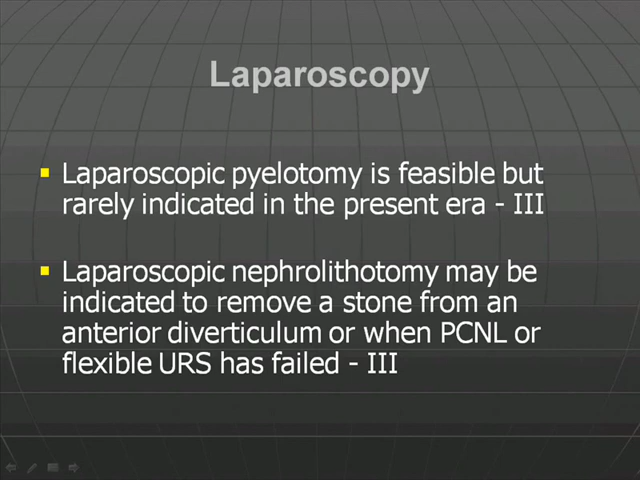 Laparoscopy
Laparoscopic pyelotomy is feasible but
rarely indicated in the present era - III
Laparoscopic nephrolithotomy may be
indicated to remove a stone from an
anterior diverticulum or when PCNL or
flexible URS has failed - III